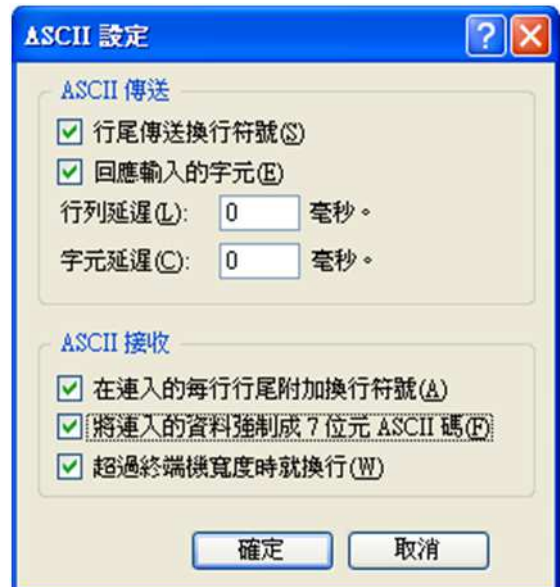 ASCII 設定
ASCII 傳送
行尾傳送換行符號(S)
回應輸入的字元(E)
行列延遲(L): 0 毫秒。
字元延遲(C): 0 毫秒。
ASCII 接收
在連入的每行行尾附加換行符號(A)
將連入的資料強制成 7 位元 ASCII 碼(F)
超過終端機寬度時就換行(W)
確定 取消